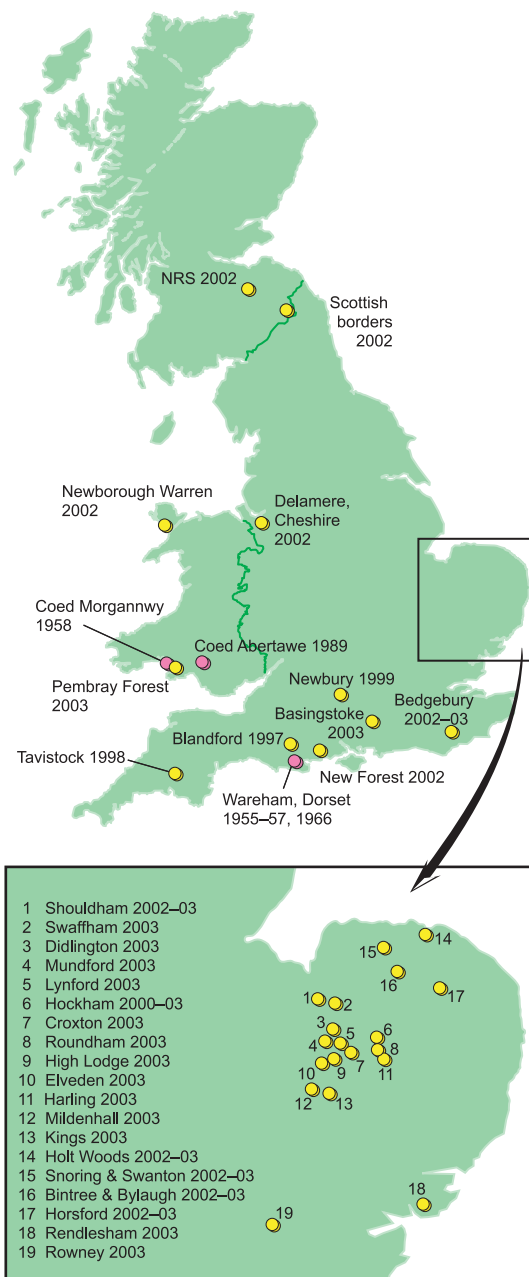 NRS 2002
Scottish
borders
2002
Newborough Warren
2002
Delamere,
Cheshire
2002
Coed Morgannwy
1958
Coed Abertawe 1989
Pembray Forest
2003
Newbury 1999
Basingstoke
2003
Bedgebury
2002–03
Blandford 1997
Tavistock 1998
New Forest 2002
Wareham, Dorset
1955–57, 1966
1 Shouldham 2002–03
2 Swaffham 2003
3 Didlington 2003
4 Mundford 2003
5 Lynford 2003
6 Hockham 2000–03
7 Croxton 2003
8 Roundham 2003
9 High Lodge 2003
10 Elveden 2003
11 Harling 2003
12 Mildenhall 2003
13 Kings 2003
14 Holt Woods 2002–03
15 Snoring & Swanton 2002–03
16 Bintree & Bylaugh 2002–03
17 Horsford 2002–03
18 Rendlesham 2003
19 Rowney 2003
14
15
16
17
1
2
3
4
5
6
7
8
9
10
11
12
13
18
19